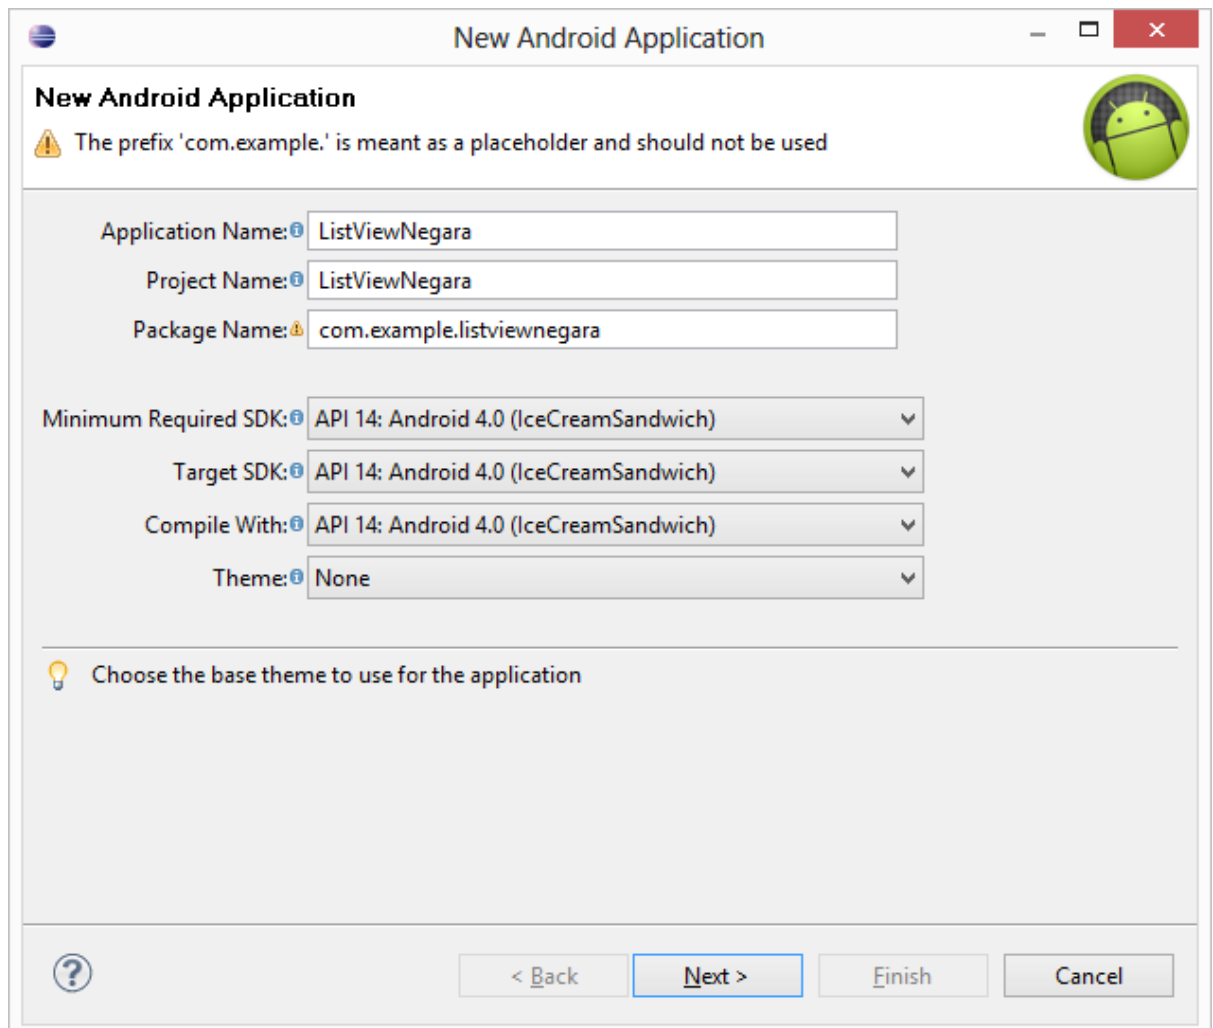 New Android Application
New Android Application
The prefix 'com.example.' is meant as a placeholder and should not be used
Application Name: ListViewNegara
Project Name: ListViewNegara
Package Name: com.example.listviewnegara
Minimum Required SDK: API 14: Android 4.0 (IceCreamSandwich)
Target SDK: API 14: Android 4.0 (IceCreamSandwich)
Compile With: API 14: Android 4.0 (IceCreamSandwich)
Theme: None
Choose the base theme to use for the application
? < Back Next > Finish Cancel